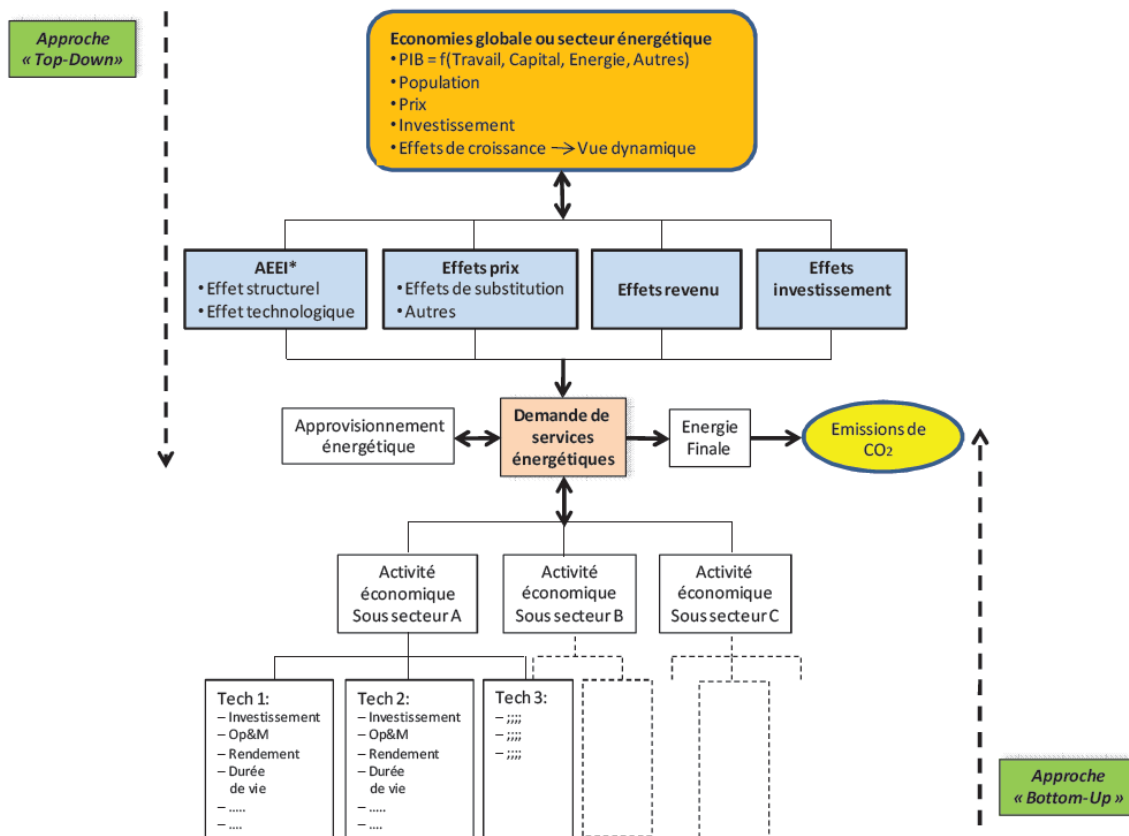 Approche
« Top-Down»
Economies globale ou secteur énergétique
• PIB = f(Travail, Capital, Energie, Autres)
• Population
• Prix
• Investissement
• Effets de croissance → Vue dynamique
AEEI*
• Effet structurel
• Effet technologique
Effets prix
• Effets de substitution
• Autres
Effets revenu
Effets
investissement
Approvisionnement
énergétique
Demande de
services
énergétiques
Energie
Finale
Emissions de
CO2
Activité
économique
Sous secteur A
Activité
économique
Sous secteur B
Activité
économique
Sous secteur C
Tech 1:
– Investissement
– Op&M
– Rendement
– Durée
de vie
– .....
– ....
Tech 2:
– Investissement
– Op&M
– Rendement
– Durée
de vie
– .....
– ....
Tech 3:
– ;;;;
– ;;;;
– ;;;;
Approche
« Bottom-Up »